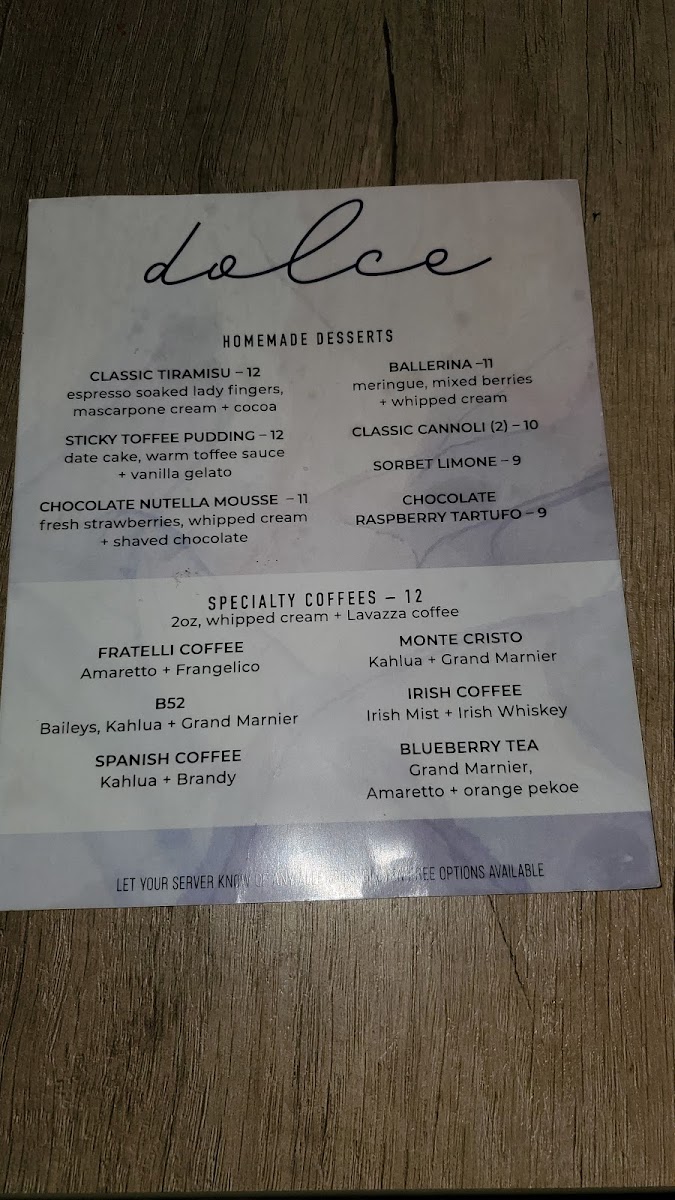 dolce
HOMEMADE DESSERTS
CLASSIC TIRAMISU – 12
espresso soaked lady fingers,
mascarpone cream + cocoa
STICKY TOFFEE PUDDING – 12
date cake, warm toffee sauce
+ vanilla gelato
CHOCOLATE NUTELLA MOUSSE – 11
fresh strawberries, whipped cream
+ shaved chocolate
BALLERINA –11
meringue, mixed berries
+ whipped cream
CLASSIC CANNOLI (2) – 10
SORBET LIMONE – 9
CHOCOLATE
RASPBERRY TARTUFO – 9
SPECIALTY COFFEES – 12
2oz, whipped cream + Lavazza coffee
FRATELLI COFFEE
Amaretto + Frangelico
B52
Baileys, Kahlua + Grand Marnier
SPANISH COFFEE
Kahlua + Brandy
MONTE CRISTO
Kahlua + Grand Marnier
IRISH COFFEE
Irish Mist + Irish Whiskey
BLUEBERRY TEA
Grand Marnier,
Amaretto + orange pekoe
LET YOUR SERVER KNOW OPTIONS AVAILABLE